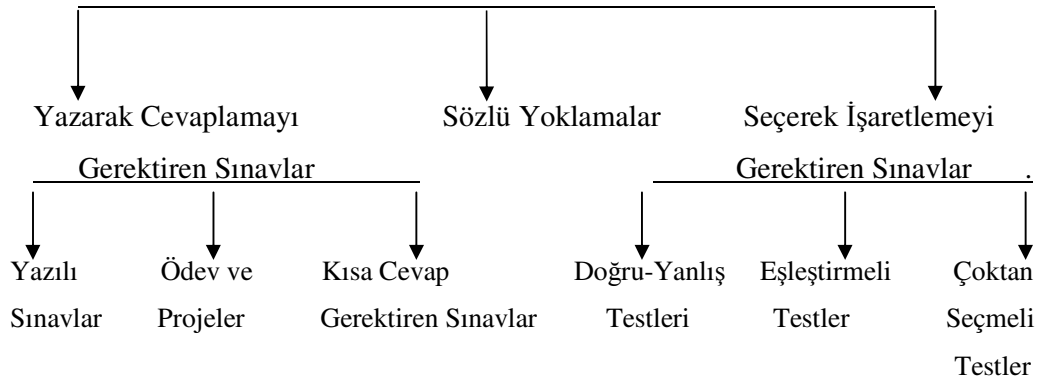 Yazarak Cevaplamayı Sözlü Yoklamalar Seçerek İşaretlemeyi
Gerektiren Sınavlar Gerektiren Sınavlar .
Yazılı Ödev ve Kısa Cevap Doğru-Yanlış Eşleştirmeli Çoktan
Sınavlar Projeler Gerektiren Sınavlar Testleri Testler Seçmeli
Testler